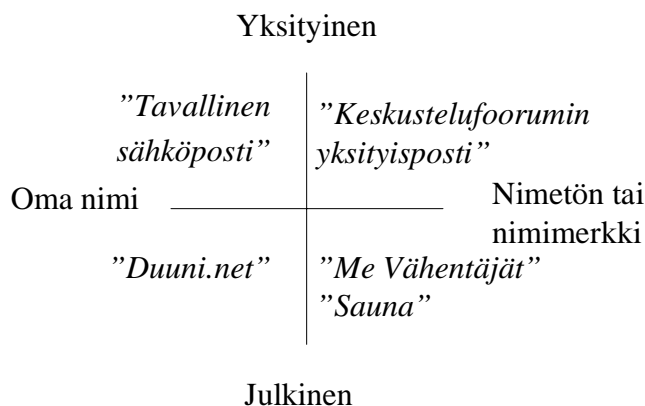 Yksityinen
”Tavallinen
sähköposti”
”Keskustelufoorumin
yksityisposti”
Oma nimi
Nimetön tai
nimimerkki
”Duuni.net”
”Me Vähentäjät”
”Sauna”
Julkinen